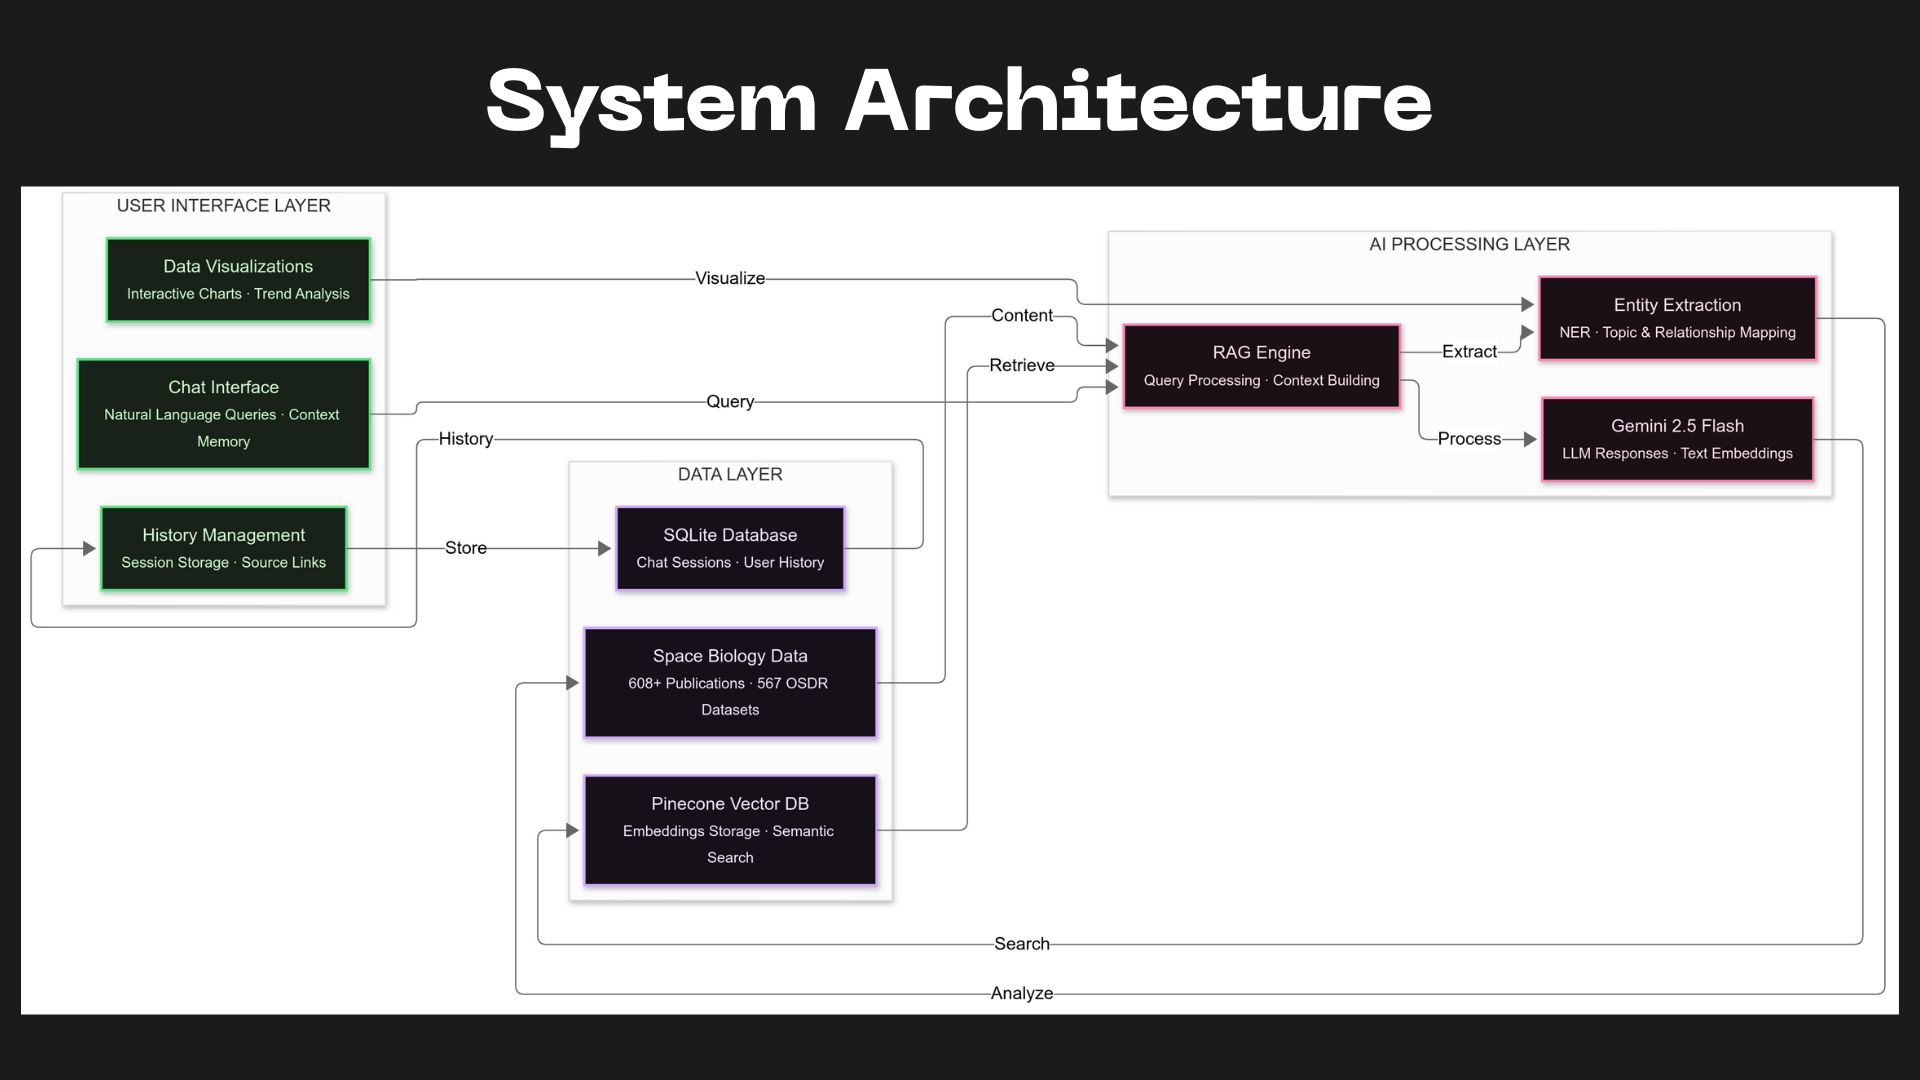 System Architecture
USER INTERFACE LAYER
Data Visualizations
Interactive Charts · Trend Analysis
Chat Interface
Natural Language Queries · Context
Memory
History Management
Session Storage · Source Links
Visualize
Content
Retrieve
Query
History
Store
DATA LAYER
SQLite Database
Chat Sessions · User History
Space Biology Data
608+ Publications · 567 OSDR
Datasets
Pinecone Vector DB
Embeddings Storage · Semantic
Search
AI PROCESSING LAYER
RAG Engine
Query Processing · Context Building
Extract
Process
Entity Extraction
NER · Topic & Relationship Mapping
Gemini 2.5 Flash
LLM Responses · Text Embeddings
Search
Analyze